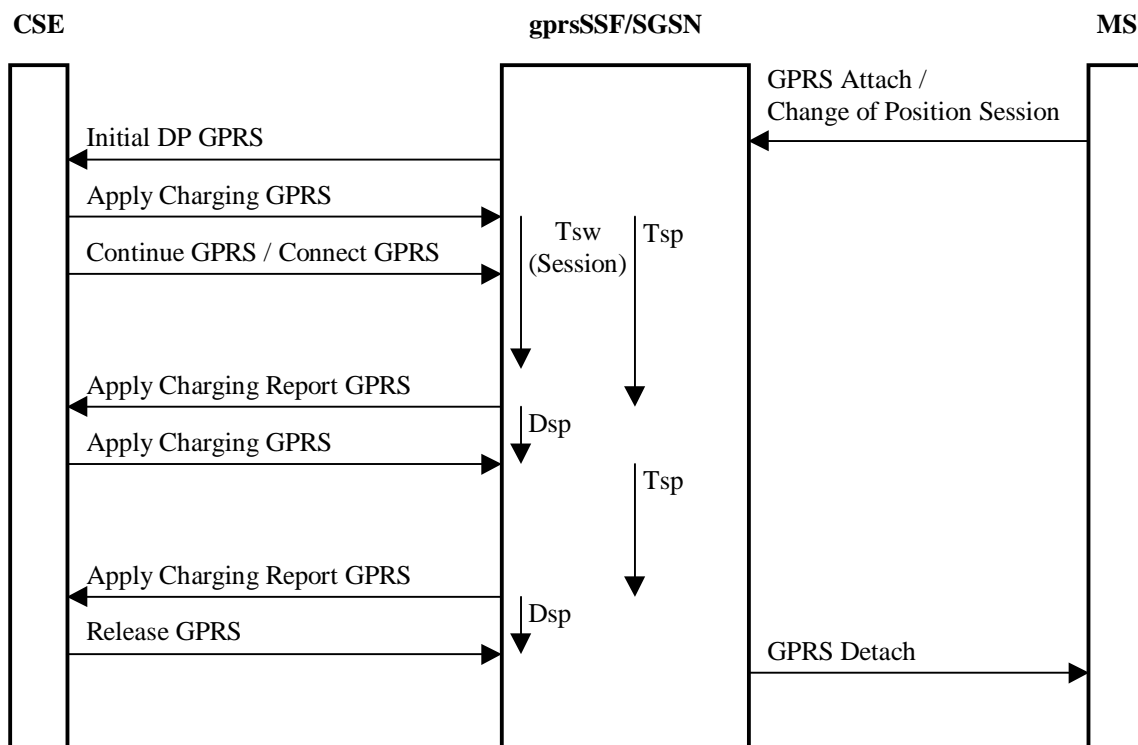 CSE
gprsSSF/SGSN
MS
GPRS Attach /
Change of Position Session
Initial DP GPRS
Apply Charging GPRS
Tsw
(Session)
Tsp
Continue GPRS / Connect GPRS
Apply Charging Report GPRS
Dsp
Apply Charging GPRS
Tsp
Apply Charging Report GPRS
Dsp
Release GPRS
GPRS Detach